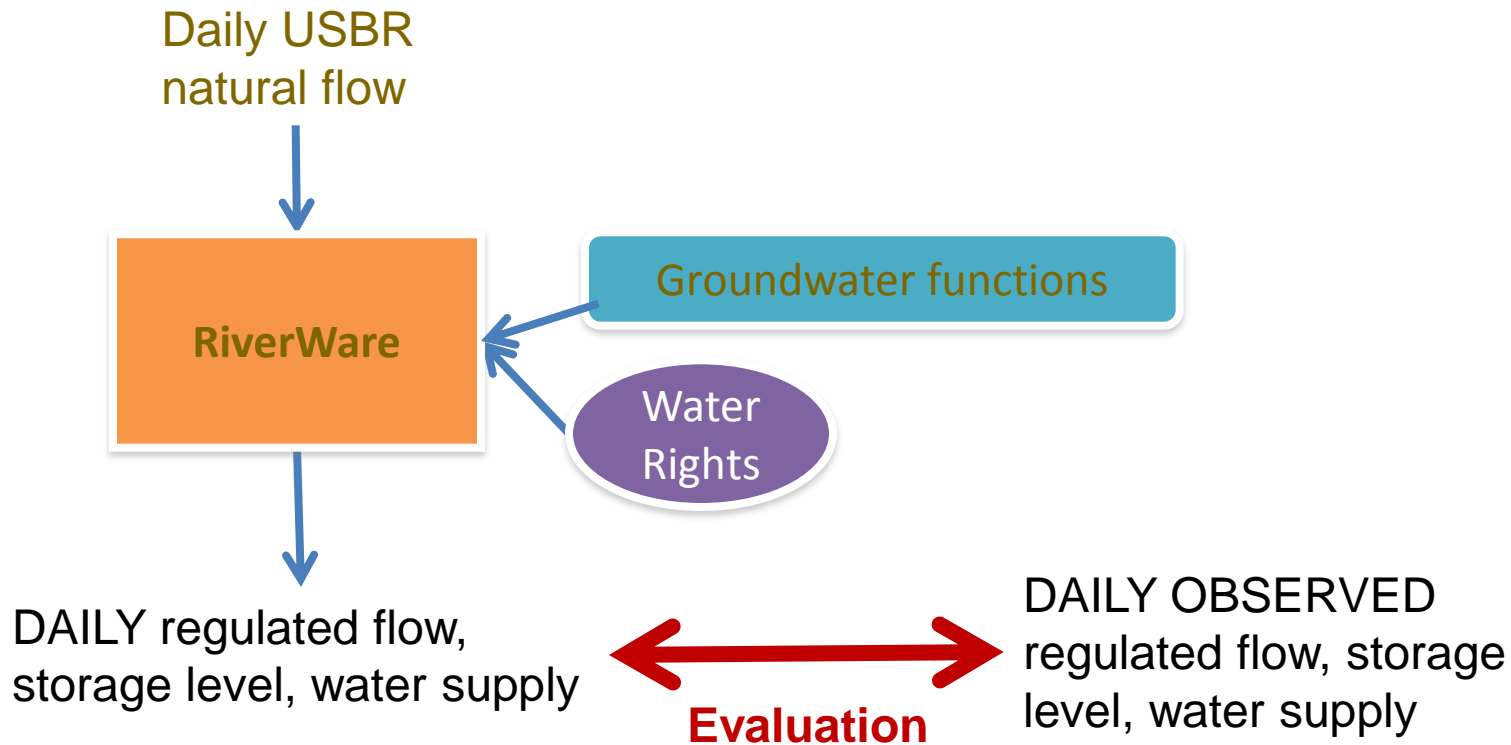 Daily USBR
natural flow
Groundwater functions
RiverWare
Water
Rights
DAILY regulated flow,
storage level, water supply
Evaluation
DAILY OBSERVED
regulated flow, storage
level, water supply